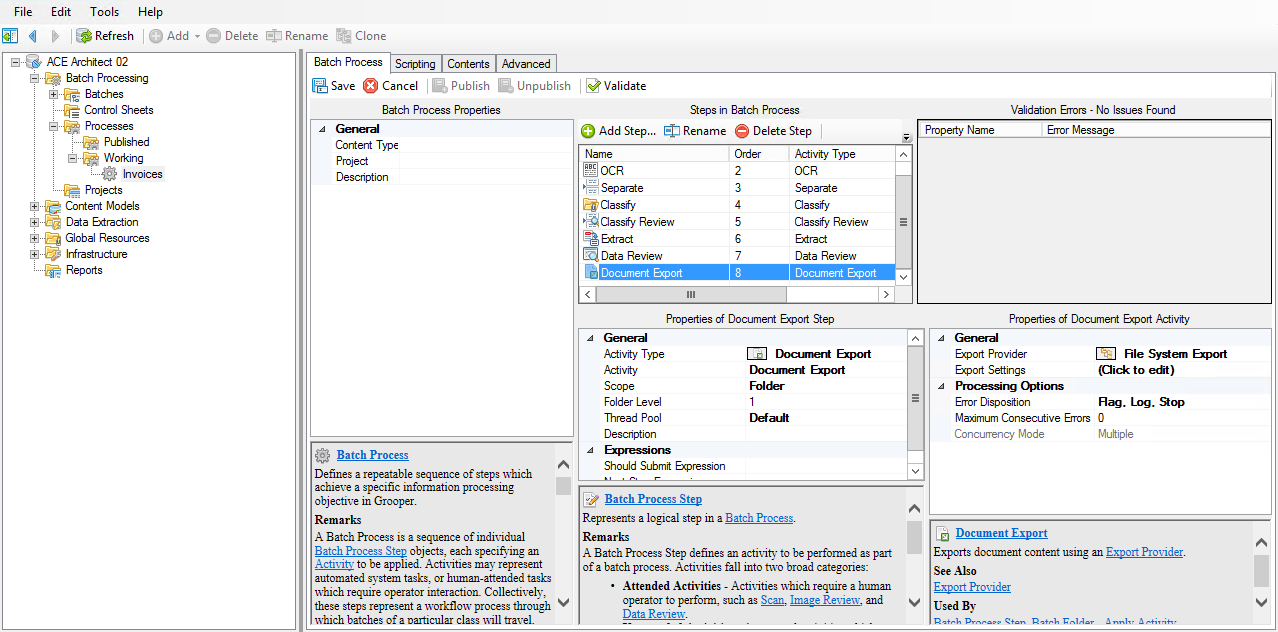 File Edit Tools Help
Refresh Add Delete Rename Clone
ACE Architect 02
Batch Processing
Batches
Control Sheets
Processes
Published
Working
Invoices
Projects
Content Models
Data Extraction
Global Resources
Infrastructure
Reports
Batch Process Scripting Contents Advanced
Save Cancel Publish Unpublish Validate
Batch Process Properties
General
Content Type
Project
Description
Batch Process
Defines a repeatable sequence of steps which
achieve a specific information processing
objective in Grooper.
Remarks
A Batch Process is a sequence of individual
Batch Process Step objects, each specifying an
Activity to be applied. Activities may represent
automated system tasks, or human-attended tasks
which require operator interaction. Collectively,
these steps represent a workflow process through
which batches of a particular class will travel.
Steps in Batch Process
Add Step... Rename Delete Step
Name Order Activity Type
OCR 2 OCR
Separate 3 Separate
Classify 4 Classify
Classify Review 5 Classify Review
Extract 6 Extract
Data Review 7 Data Review
Document Export 8 Document Export
Validation Errors - No Issues Found
Property Name Error Message
Properties of Document Export Step
General
Activity Type Document Export
Activity Document Export
Scope Folder
Folder Level 1
Thread Pool Default
Description
Expressions
Should Submit Expression
Batch Process Step
Represents a logical step in a Batch Process.
Remarks
A Batch Process Step defines an activity to be performed as part
of a batch process. Activities fall into two broad categories:
• Attended Activities - Activities which require a human
operator to perform, such as Scan, Image Review, and
Data Review.
Properties of Document Export Activity
General
Export Provider File System Export
Export Settings (Click to edit)
Processing Options
Error Disposition Flag, Log, Stop
Maximum Consecutive Errors 0
Concurrency Mode Multiple
Document Export
Exports document content using an Export Provider.
See Also
Export Provider
Used By
Batch Process Step, Batch Folder - Apply Activity